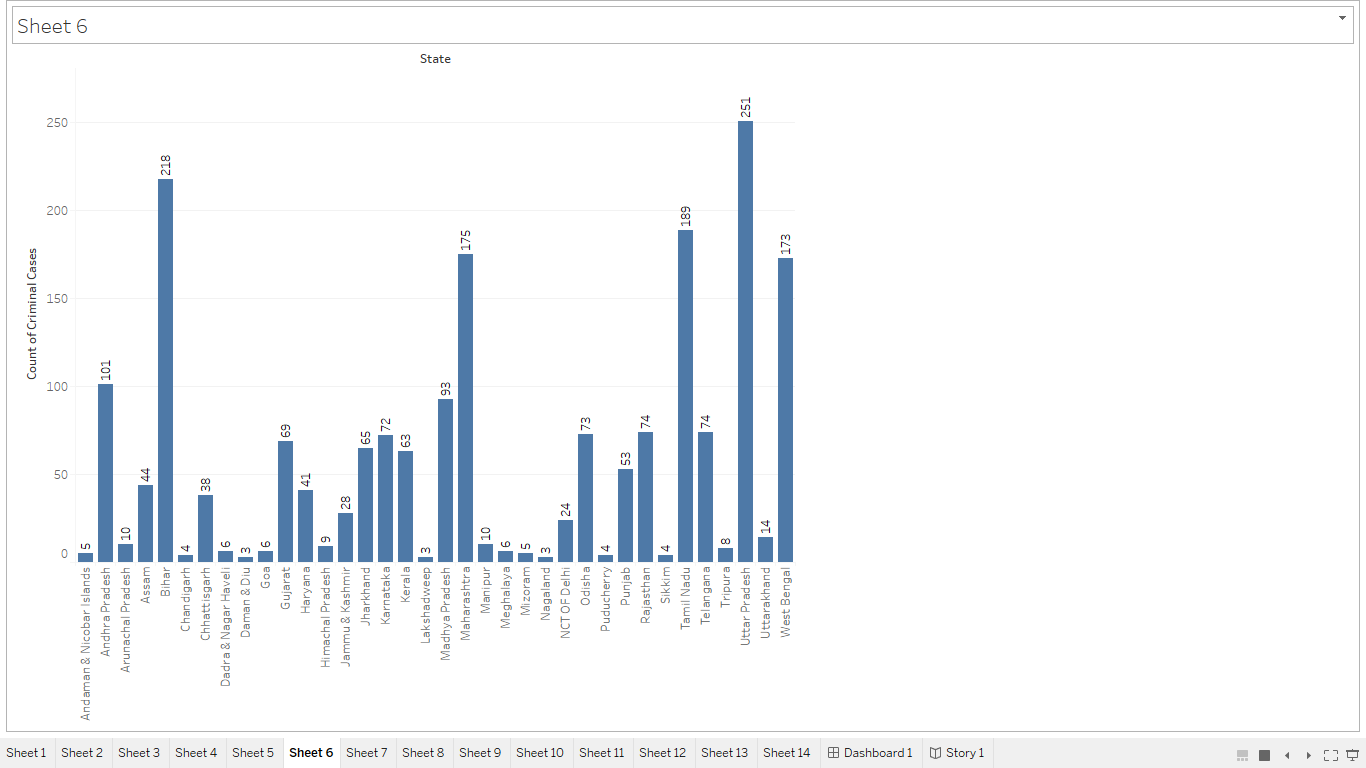 Sheet 6
State
Count of Criminal Cases
250
200
150
100
50
0
5
101
10
44
218
4
38
6
3
6
69
41
9
28
65
72
63
3
93
175
10
6
5
3
24
73
4
53
74
4
189
74
8
251
14
173
Andaman & Nicobar Islands
Andhra Pradesh
Arunachal Pradesh
Assam
Bihar
Chandigarh
Chhattisgarh
Dadra & Nagar Haveli
Daman & Diu
Goa
Gujarat
Haryana
Himachal Pradesh
Jammu & Kashmir
Jharkhand
Karnataka
Kerala
Lakshadweep
Madhya Pradesh
Maharashtra
Manipur
Meghalaya
Mizoram
Nagaland
NCT OF Delhi
Odisha
Puducherry
Punjab
Rajasthan
Sikkim
Tamil Nadu
Telangana
Tripura
Uttar Pradesh
Uttarakhand
West Bengal
Sheet 1 Sheet 2 Sheet 3 Sheet 4 Sheet 5 Sheet 6 Sheet 7 Sheet 8 Sheet 9 Sheet 10 Sheet 11 Sheet 12 Sheet 13 Sheet 14 Dashboard 1 Story 1